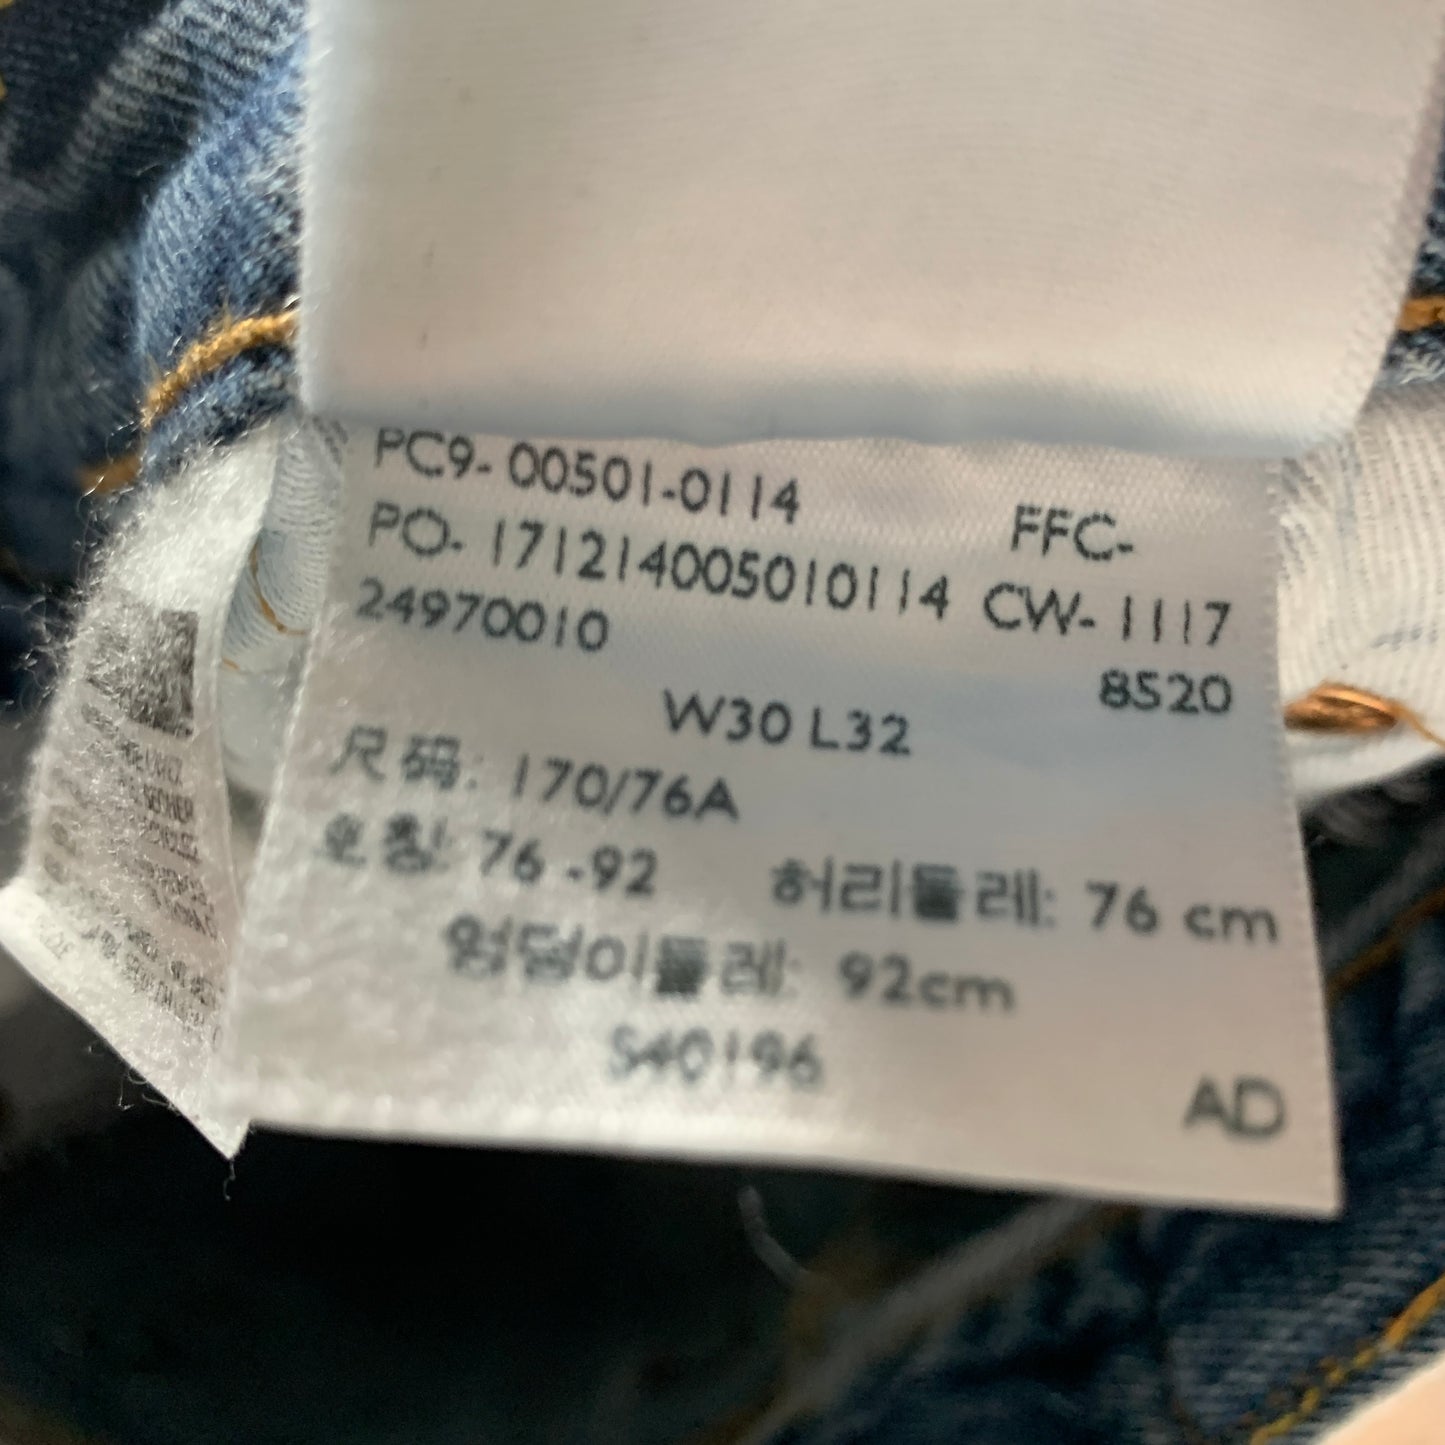 PC9- 00501-0114 FFC-
PO- 171214005010114 CW- 1117
24970010 8520
W30 L32
尺码: 170/76A
호칭: 76 -92 허리둘레: 76 cm
엉덩이둘레: 92cm
S40196
AD